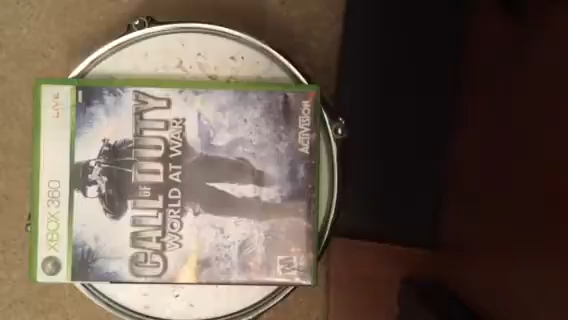 XBOX 360
LIVE
CALL OF DUTY
WORLD AT WAR
ACTIVISION
M